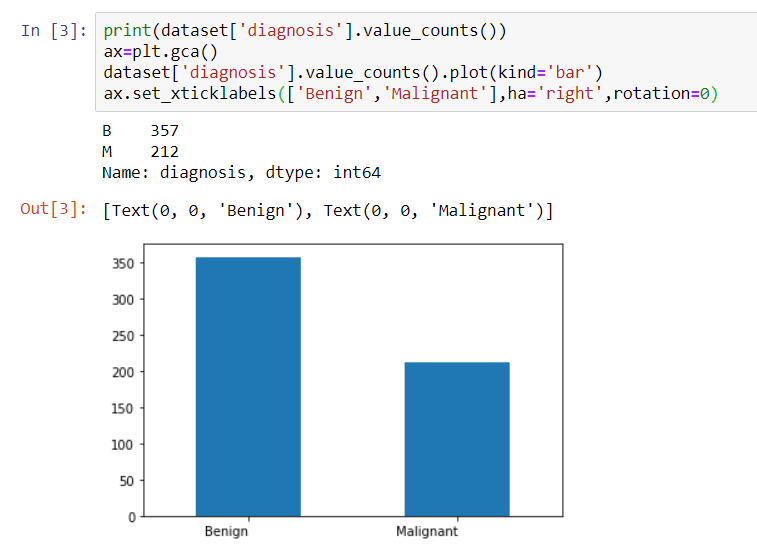 In [3]: print(dataset['diagnosis'].value_counts())
ax=plt.gca()
dataset['diagnosis'].value_counts().plot(kind='bar')
ax.set_xticklabels(['Benign','Malignant'],ha='right',rotation=0)
B    357
M    212
Name: diagnosis, dtype: int64
Out[3]: [Text(0, 0, 'Benign'), Text(0, 0, 'Malignant')]
350
300
250
200
150
100
50
0
Benign Malignant